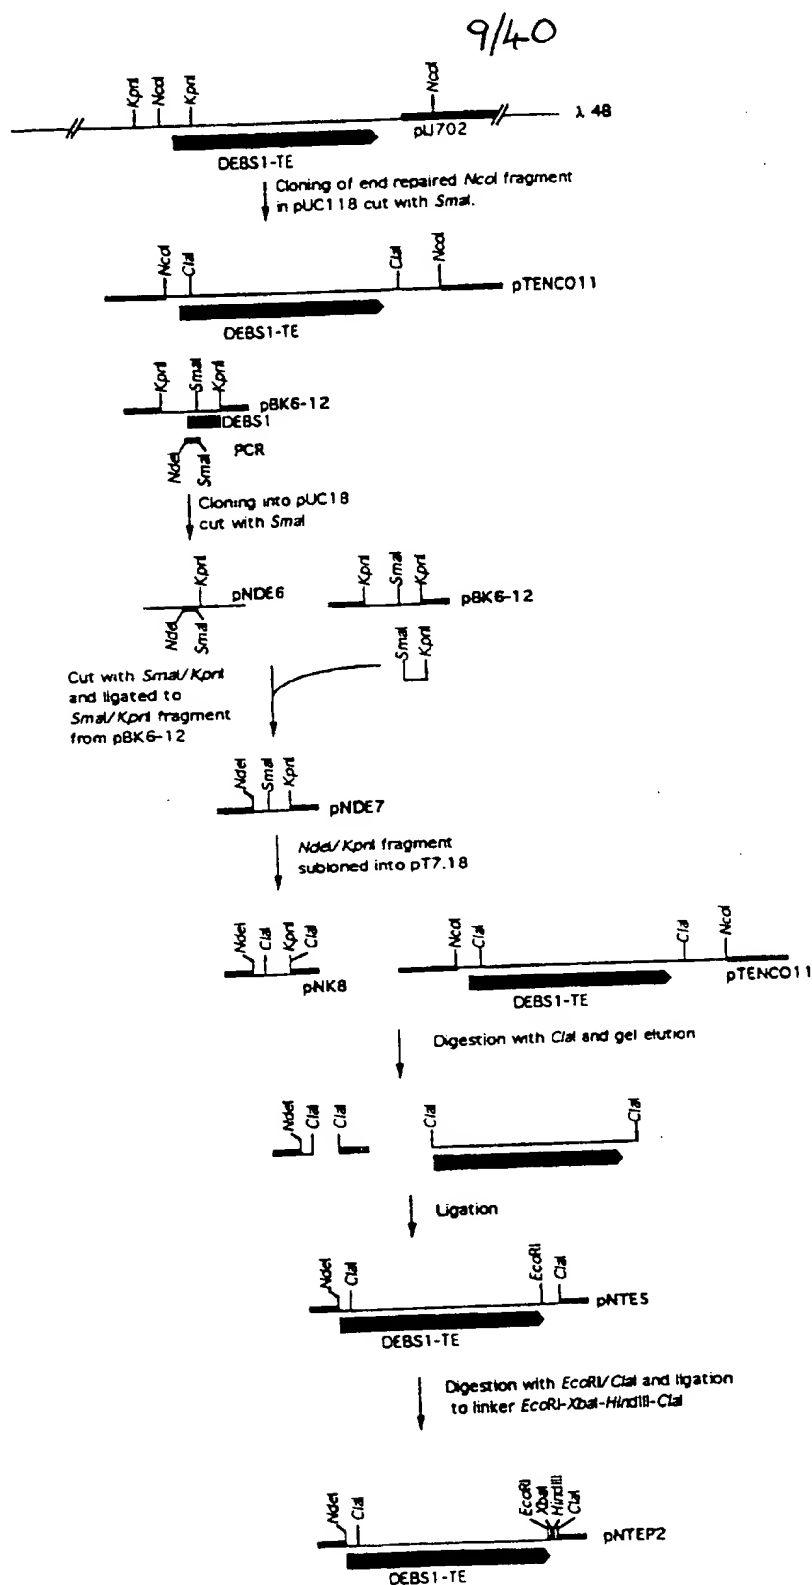 9/40
KpnI NcoI KpnI NcoI
λ 48
pIJ702
DEBS1-TE
Cloning of end repaired NcoI fragment
in pUC118 cut with SmaI.
NcoI ClaI ClaI NcoI
pTENCO11
DEBS1-TE
KpnI SmaI KpnI
pBK6-12
DEBS1
PCR
NdeI SmaI
Cloning into pUC18
cut with SmaI
KpnI
pNDE6
NdeI SmaI
KpnI SmaI KpnI
pBK6-12
SmaI KpnI
Cut with SmaI/KpnI
and ligated to
SmaI/KpnI fragment
from pBK6-12
NdeI SmaI KpnI
pNDE7
NdeI/KpnI fragment
subloned into pT7.18
NdeI ClaI KpnI ClaI
pNK8
NcoI ClaI ClaI NcoI
pTENCO11
DEBS1-TE
Digestion with ClaI and gel elution
NdeI ClaI ClaI
ClaI ClaI
Ligation
NdeI ClaI EcoRI ClaI
pNTE5
DEBS1-TE
Digestion with EcoRI/ClaI and ligation
to linker EcoRI-XbaI-HindIII-ClaI
NdeI ClaI EcoRI XbaI HindIII ClaI
pNTEP2
DEBS1-TE